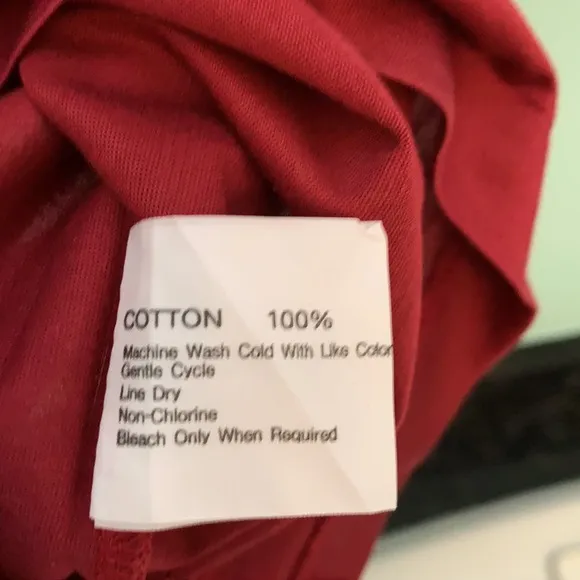 COTTON 100%
Machine Wash Cold With Like Color
Gentle Cycle
Line Dry
Non-Chlorine
Bleach Only When Required